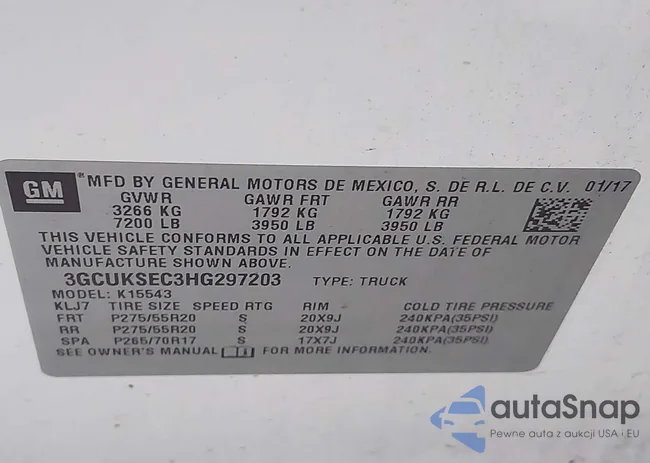 GM ® MFD BY GENERAL MOTORS DE MEXICO, S. DE R.L. DE C.V. 01/17
GVWR GAWR FRT GAWR RR
3266 KG 1792 KG 1792 KG
7200 LB 3950 LB 3950 LB
THIS VEHICLE CONFORMS TO ALL APPLICABLE U.S. FEDERAL MOTOR
VEHICLE SAFETY STANDARDS IN EFFECT ON THE DATE OF
MANUFACTURE SHOWN ABOVE.
3GCUKSEC3HG297203 TYPE: TRUCK
MODEL: K15543
KLJ7 TIRE SIZE SPEED RTG RIM COLD TIRE PRESSURE
FRT P275/55R20 S 20X9J 240KPA(35PSI)
RR P275/55R20 S 20X9J 240KPA(35PSI)
SPA P265/70R17 S 17X7J 240KPA(35PSI)
SEE OWNER'S MANUAL FOR MORE INFORMATION.
autaSnap
Pewne auta z aukcji USA i EU